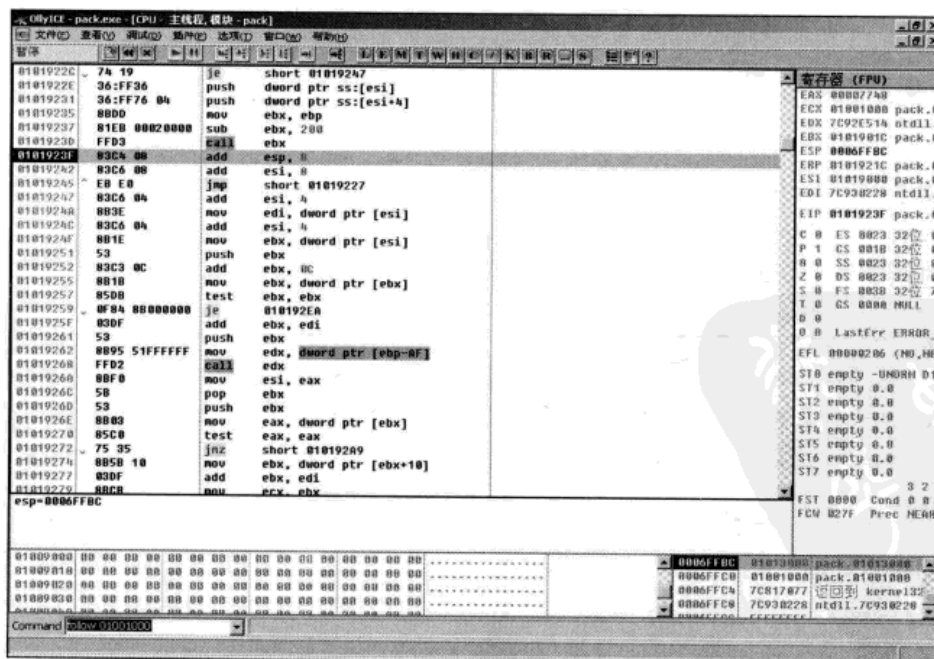 OllyICE - pack.exe - [CPU - 主线程, 模块 - pack]
文件(F) 查看(V) 调试(D) 插件(P) 选项(T) 窗口(W) 帮助(H)
暂停 L E M T W H C / K B R ... S ?
0101922C 74 19 je short 01019247
0101922E 36:FF36 push dword ptr ss:[esi]
01019231 36:FF76 04 push dword ptr ss:[esi+4]
01019235 8BDD mov ebx, ebp
01019237 81EB 00020000 sub ebx, 200
0101923D FFD3 call ebx
0101923F 83C4 08 add esp, 8
01019242 83C6 08 add esi, 8
01019245 EB E0 jmp short 01019227
01019247 83C6 04 add esi, 4
0101924A 8B3E mov edi, dword ptr [esi]
0101924C 83C6 04 add esi, 4
0101924F 8B1E mov ebx, dword ptr [esi]
01019251 53 push ebx
01019252 83C3 0C add ebx, 0C
01019255 8B1B mov ebx, dword ptr [ebx]
01019257 85DB test ebx, ebx
01019259 0F84 8B000000 je 010192EA
0101925F 03DF add ebx, edi
01019261 53 push ebx
01019262 8B95 51FFFFFF mov edx, dword ptr [ebp-AF]
01019268 FFD2 call edx
0101926A 8BF0 mov esi, eax
0101926C 5B pop ebx
0101926D 53 push ebx
0101926E 8B03 mov eax, dword ptr [ebx]
01019270 85C0 test eax, eax
01019272 75 35 jnz short 010192A9
01019274 8B5B 10 mov ebx, dword ptr [ebx+10]
01019277 03DF add ebx, edi
01019279 8BCB mov ecx, ebx
esp=0006FFBC
寄存器 (FPU)
EAX 00007748
ECX 01001000 pack.
EDX 7C92E514 ntdll.
EBX 0101901C pack.
ESP 0006FFBC
EBP 0101921C pack.
ESI 01019000 pack.
EDI 7C930228 ntdll.
EIP 0101923F pack.
C 0 ES 0023 32位
P 1 CS 001B 32位
A 0 SS 0023 32位
Z 0 DS 0023 32位
S 0 FS 003B 32位
T 0 GS 0000 NULL
D 0
O 0 LastErr ERROR_
EFL 00000206 (NO,NB
ST0 empty -UNORM D1
ST1 empty 0.0
ST2 empty 0.0
ST3 empty 0.0
ST4 empty 0.0
ST5 empty 0.0
ST6 empty 0.0
ST7 empty 0.0
3 2
FST 0000 Cond 0 0
FCW 027F Prec NEAR
01009000 00 00 00 00 00 00 00 00 00 00 00 00 00 00 00 00 ................
01009010 00 00 00 00 00 00 00 00 00 00 00 00 00 00 00 00 ................
01009020 00 00 00 00 00 00 00 00 00 00 00 00 00 00 00 00 ................
01009030 00 00 00 00 00 00 00 00 00 00 00 00 00 00 00 00 ................
0006FFBC 01013000 pack.01013000
0006FFC0 01001000 pack.01001000
0006FFC4 7C817077 返回到 kernel32
0006FFC8 7C930228 ntdll.7C930228
Command follow 01001000